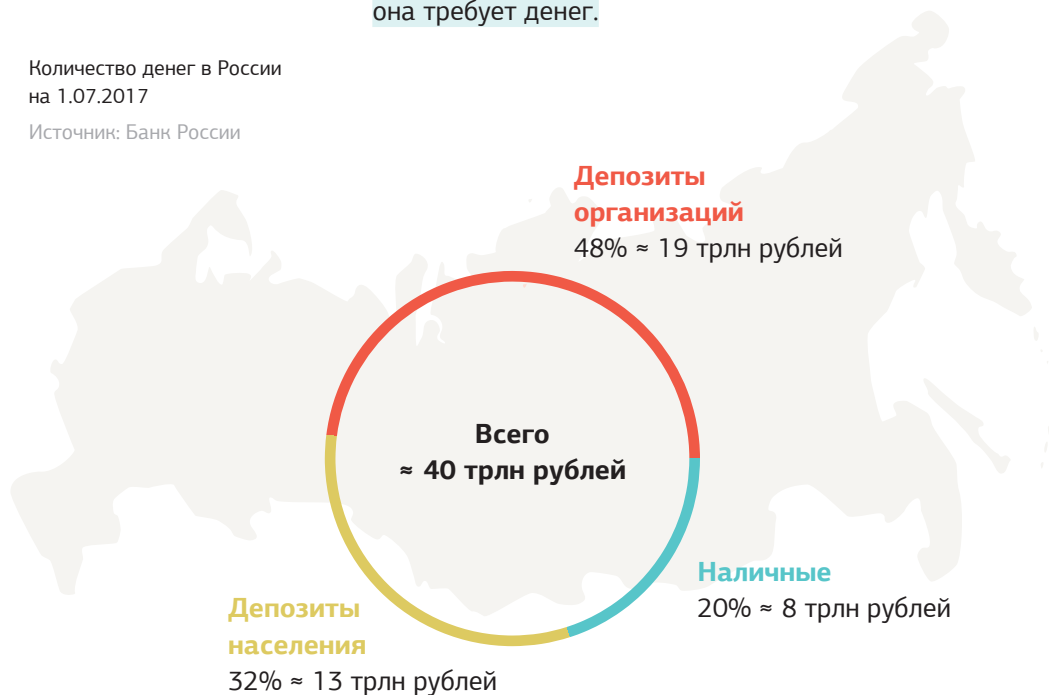 она требует денег.
Количество денег в России
на 1.07.2017
Источник: Банк России
Депозиты
организаций
48% ≈ 19 трлн рублей
Всего
≈ 40 трлн рублей
Наличные
20% ≈ 8 трлн рублей
Депозиты
населения
32% ≈ 13 трлн рублей